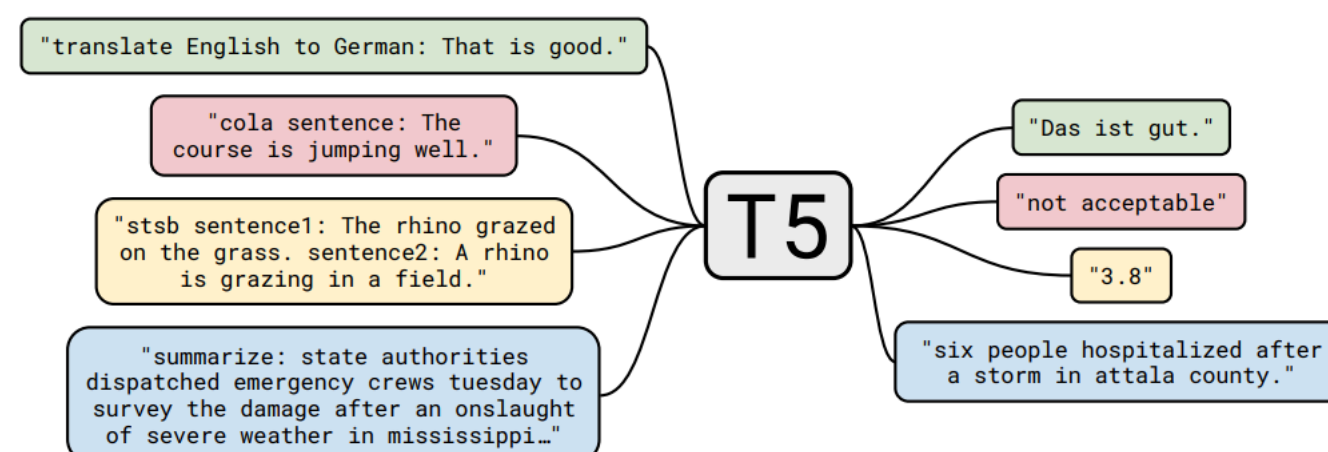 "translate English to German: That is good."
"cola sentence: The
course is jumping well."
"stsb sentence1: The rhino grazed
on the grass. sentence2: A rhino
is grazing in a field."
"summarize: state authorities
dispatched emergency crews tuesday to
survey the damage after an onslaught
of severe weather in mississippi…"
T5
"Das ist gut."
"not acceptable"
"3.8"
"six people hospitalized after
a storm in attala county."